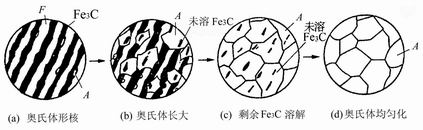 F
Fe₃C
A
A
未溶 Fe₃C
A
未溶
Fe₃C
A
(a) 奥氏体形核
(b) 奥氏体长大
(c) 剩余 Fe₃C 溶解
(d) 奥氏体均匀化